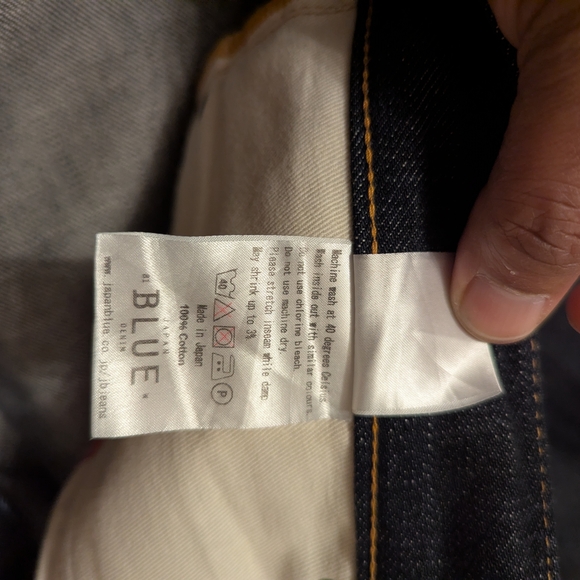 Machine wash at 40 degrees Celsius
Wash inside out with similar colours
Do not use chlorine bleach.
Do not use machine dry
Please stretch inseam while damp
May shrink up to 3%
40
P
Made in Japan
100% Cotton
JAPAN
BLUE
DENIM
www.japanblue.co.jp/jbjeans